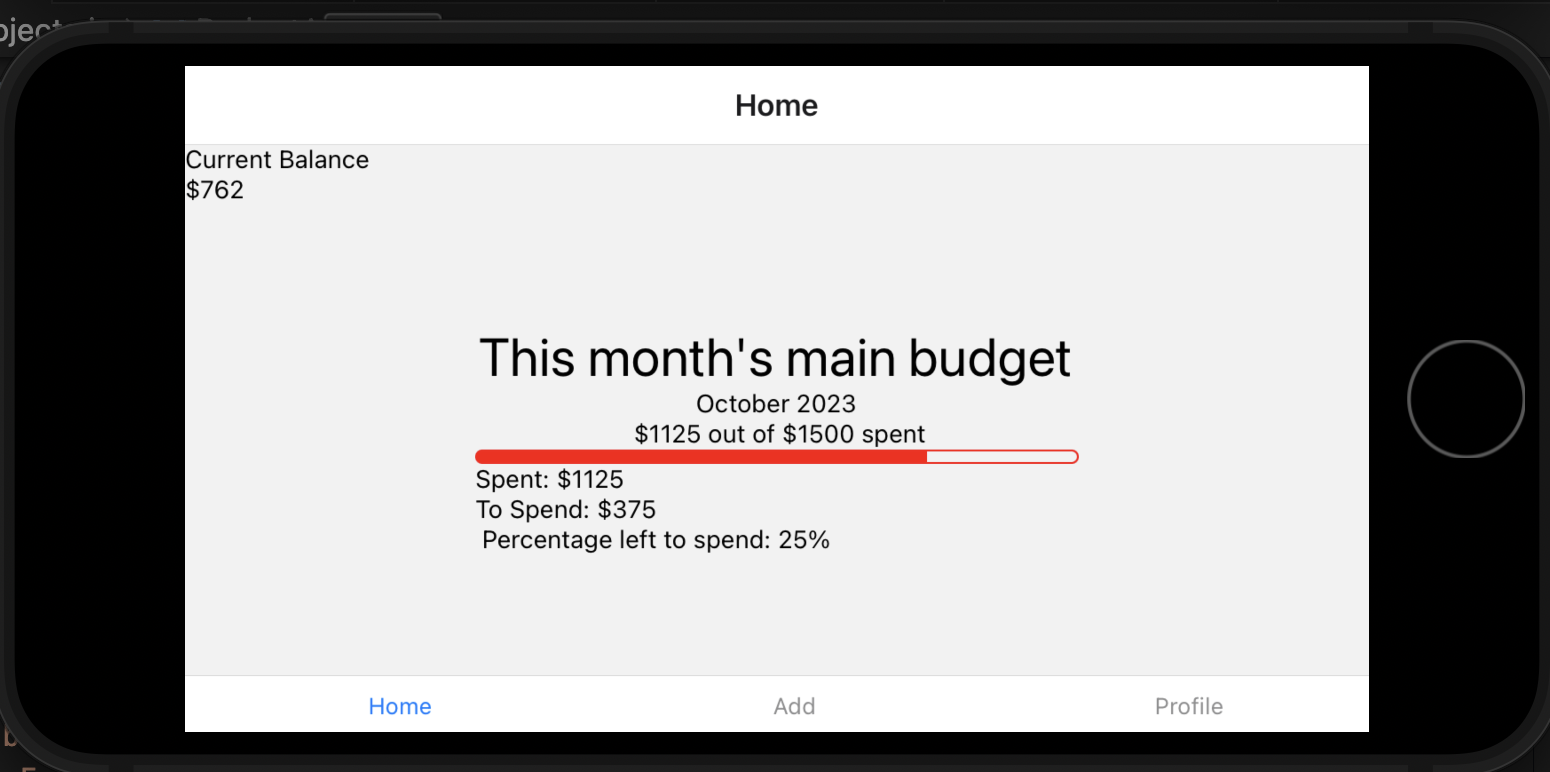 Home
Current Balance
$762
This month's main budget
October 2023
$1125 out of $1500 spent
Spent: $1125
To Spend: $375
Percentage left to spend: 25%
Home Add Profile